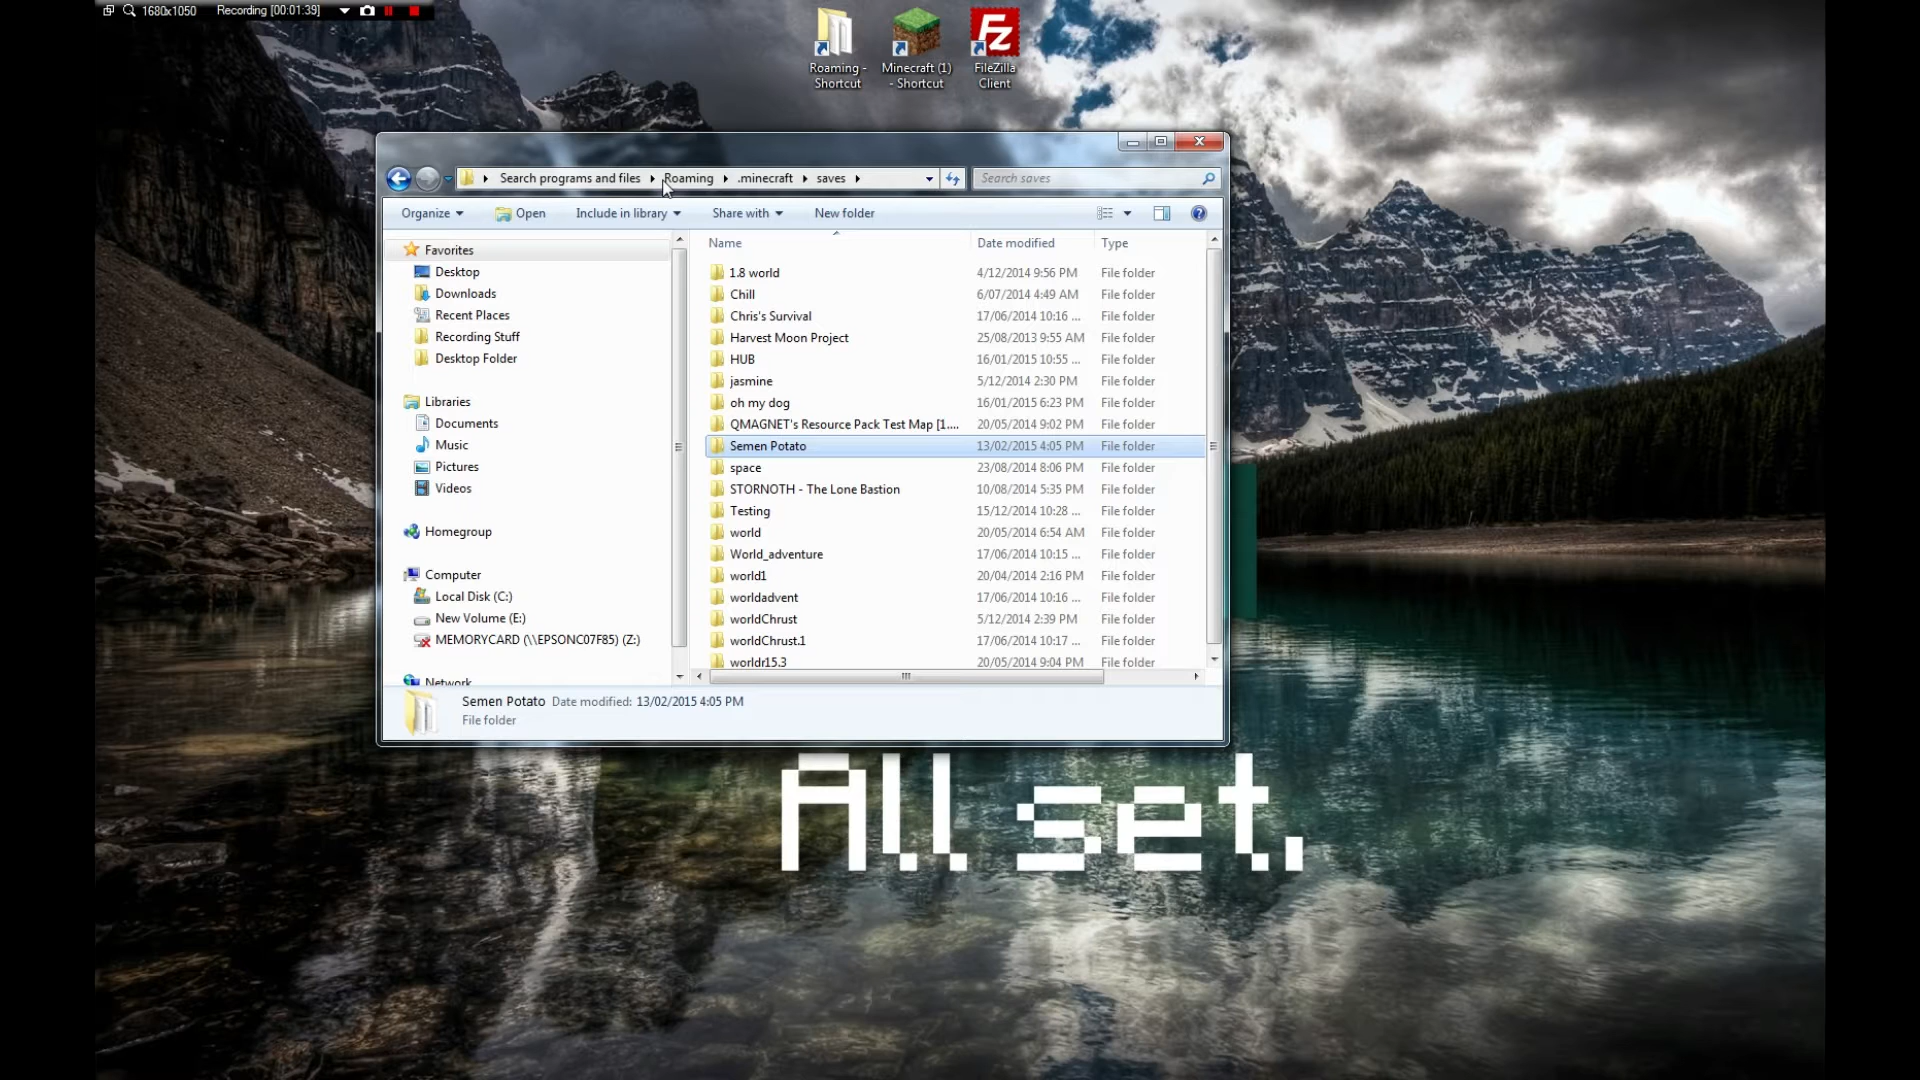 1680x1050 Recording [00:01:39]
Roaming -
Shortcut
Minecraft (1)
- Shortcut
FileZilla
Client
Search programs and files Roaming .minecraft saves Search saves
Organize Open Include in library Share with New folder
Favorites
Desktop
Downloads
Recent Places
Recording Stuff
Desktop Folder
Libraries
Documents
Music
Pictures
Videos
Homegroup
Computer
Local Disk (C:)
New Volume (E:)
MEMORYCARD (\\EPSONC07F85) (Z:)
Network
Name Date modified Type
1.8 world 4/12/2014 9:56 PM File folder
Chill 6/07/2014 4:49 AM File folder
Chris's Survival 17/06/2014 10:16 ... File folder
Harvest Moon Project 25/08/2013 9:55 AM File folder
HUB 16/01/2015 10:55 ... File folder
jasmine 5/12/2014 2:30 PM File folder
oh my dog 16/01/2015 6:23 PM File folder
QMAGNET's Resource Pack Test Map [1.... 20/05/2014 9:02 PM File folder
Semen Potato 13/02/2015 4:05 PM File folder
space 23/08/2014 8:06 PM File folder
STORNOTH - The Lone Bastion 10/08/2014 5:35 PM File folder
Testing 15/12/2014 10:28 ... File folder
world 20/05/2014 6:54 AM File folder
World_adventure 17/06/2014 10:15 ... File folder
world1 20/04/2014 2:16 PM File folder
worldadvent 17/06/2014 10:16 ... File folder
worldChrust 5/12/2014 2:39 PM File folder
worldChrust.1 17/06/2014 10:17 ... File folder
worldr15.3 20/05/2014 9:04 PM File folder
Semen Potato Date modified: 13/02/2015 4:05 PM
File folder
All set.